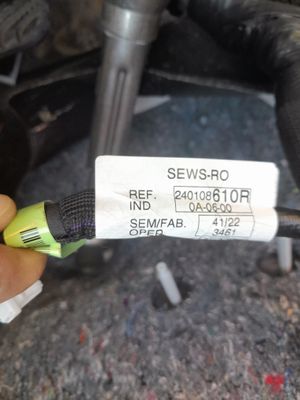 SEWS-RO
REF. 240108610R
IND 0A-06-00
SEM/FAB. 41/22
OPER 3461